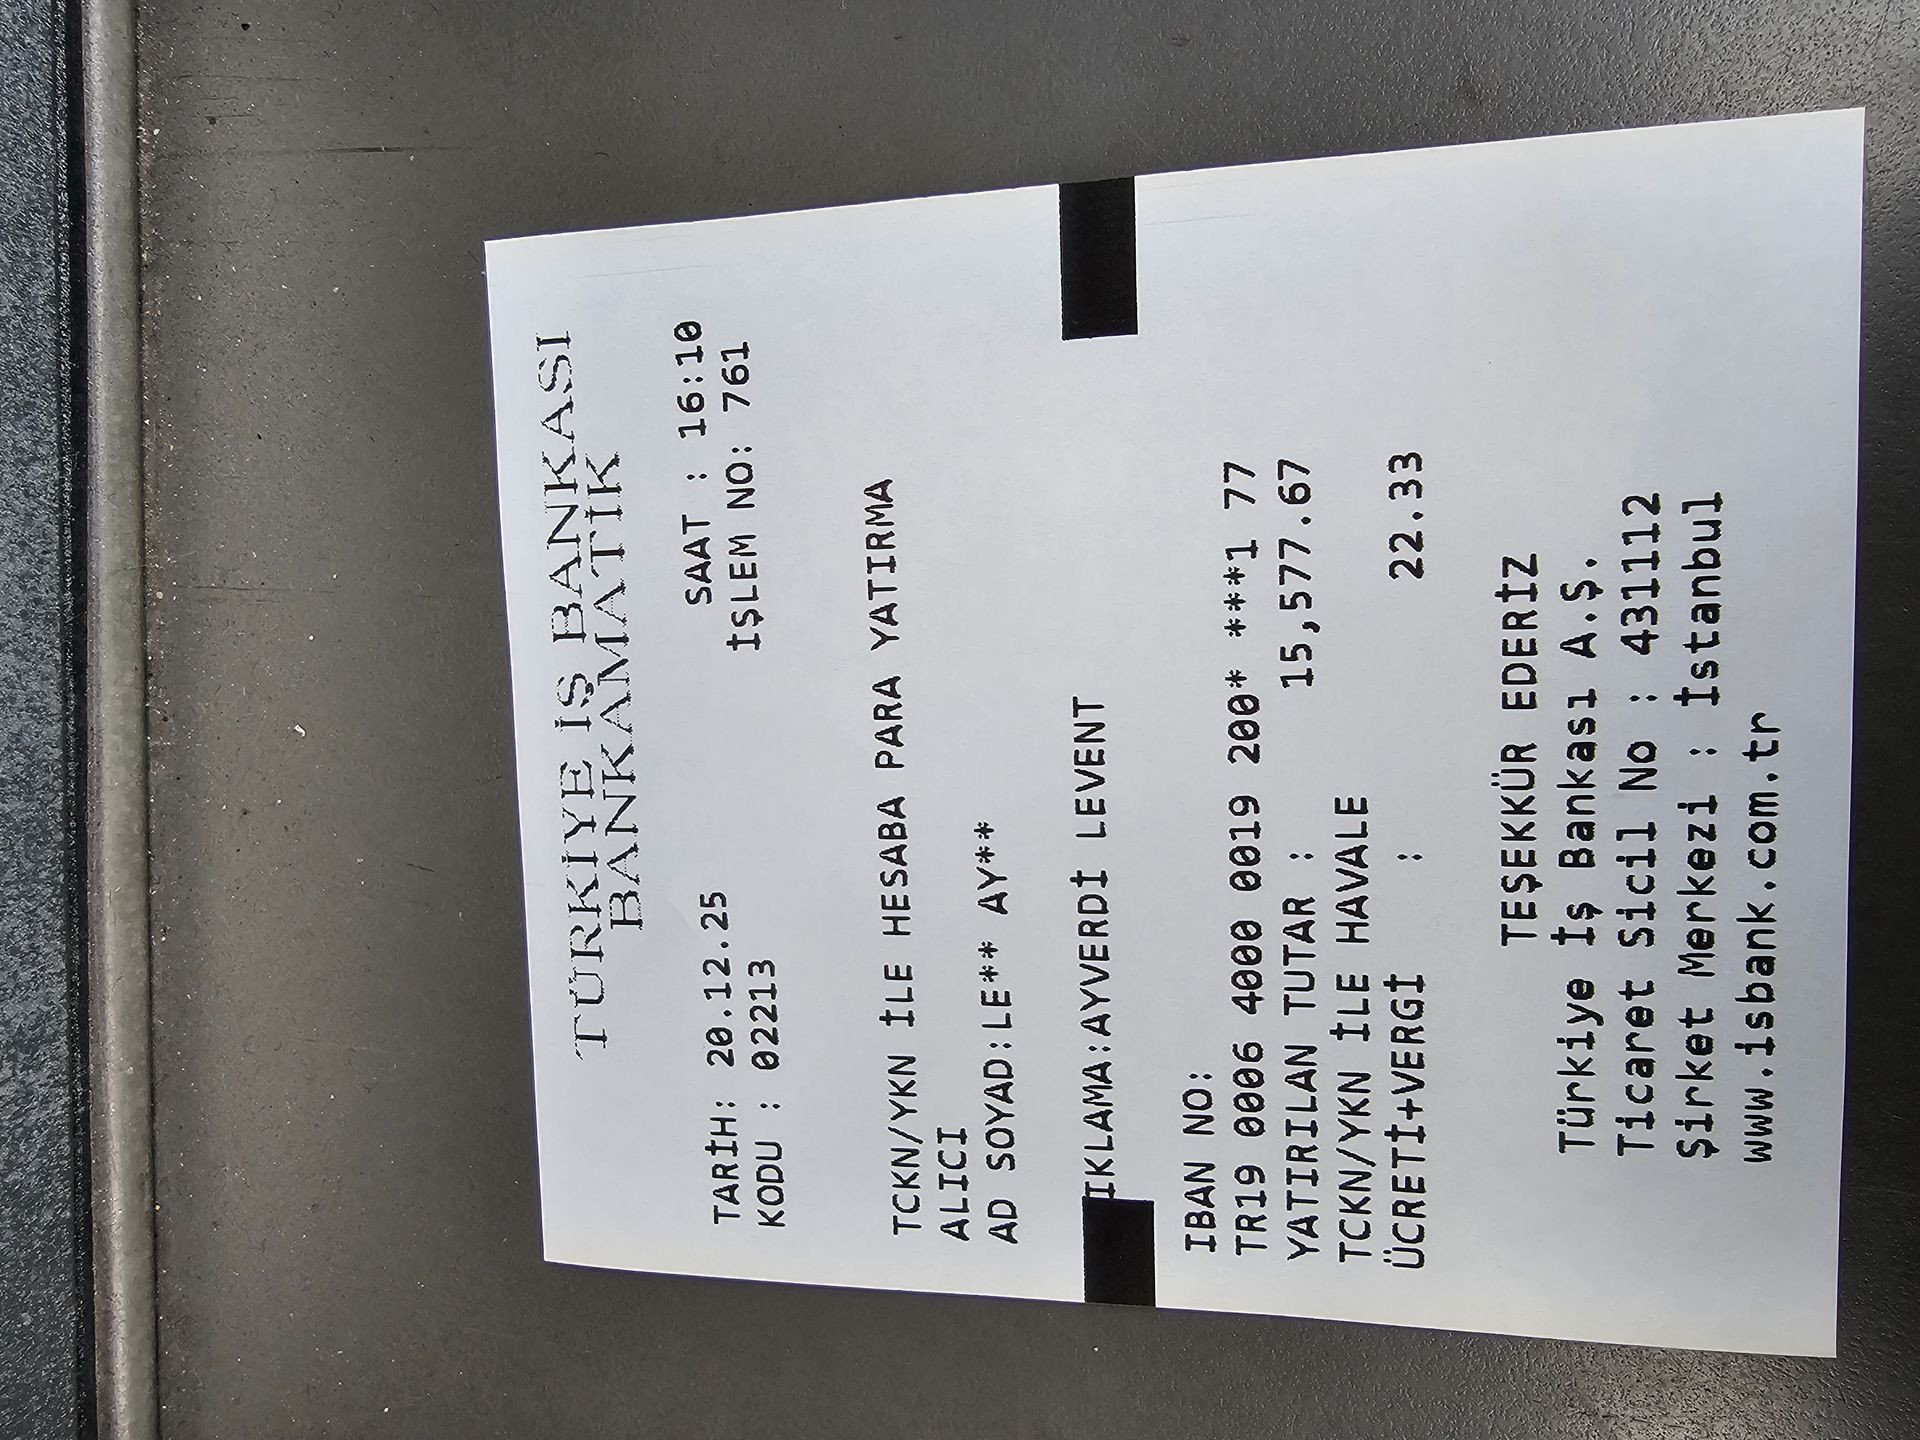 TÜRKİYE İŞ BANKASI
BANKAMATİK
TARİH: 20.12.25 SAAT : 16:10
KODU : 02213 İŞLEM NO: 761
TCKN/YKN İLE HESABA PARA YATIRMA
ALICI
AD SOYAD:LE** AY**
IKLAMA:AYVERDİ LEVENT
IBAN NO:
TR19 0006 4000 0019 200* ***1 77
YATIRILAN TUTAR : 15,577.67
TCKN/YKN İLE HAVALE
ÜCRETİ+VERGİ : 22.33
TEŞEKKÜR EDERİZ
Türkiye İş Bankası A.Ş.
Ticaret Sicil No : 431112
Şirket Merkezi : İstanbul
www.isbank.com.tr